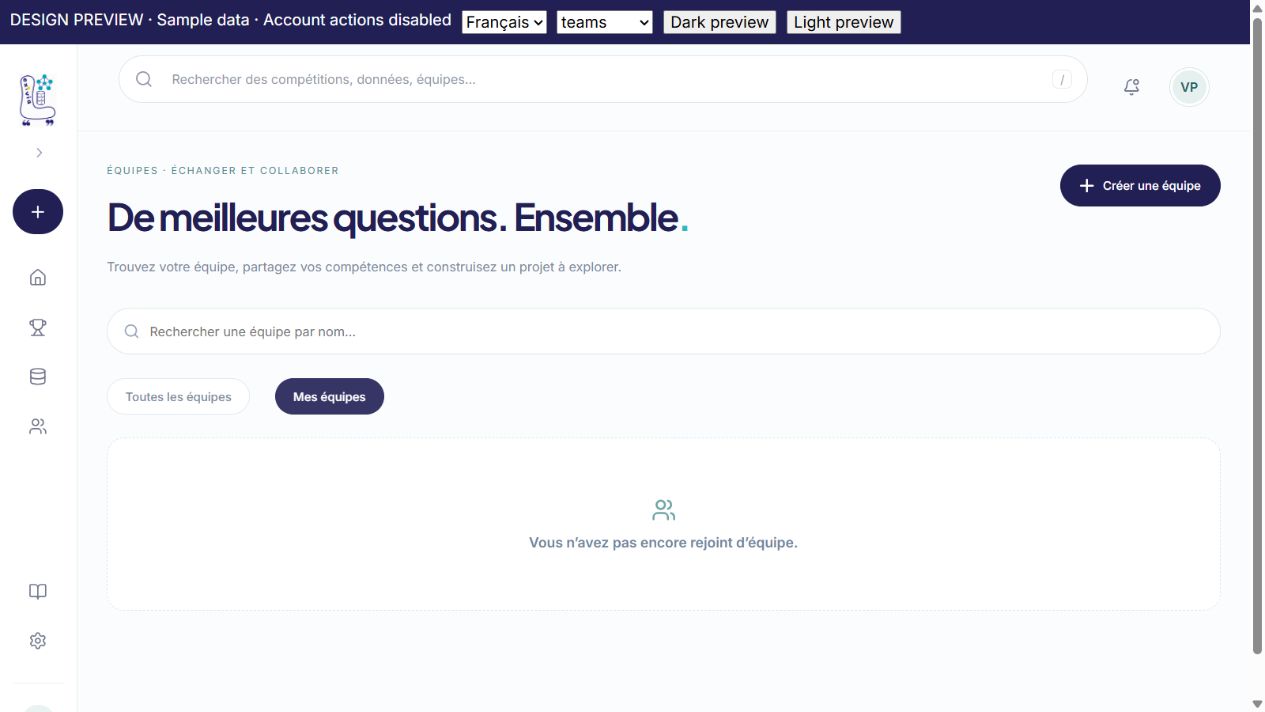 DESIGN PREVIEW · Sample data · Account actions disabled Français teams Dark preview Light preview
Rechercher des compétitions, données, équipes... /
VP
ÉQUIPES · ÉCHANGER ET COLLABORER
Créer une équipe
De meilleures questions. Ensemble.
Trouvez votre équipe, partagez vos compétences et construisez un projet à explorer.
Rechercher une équipe par nom...
Toutes les équipes Mes équipes
Vous n’avez pas encore rejoint d’équipe.